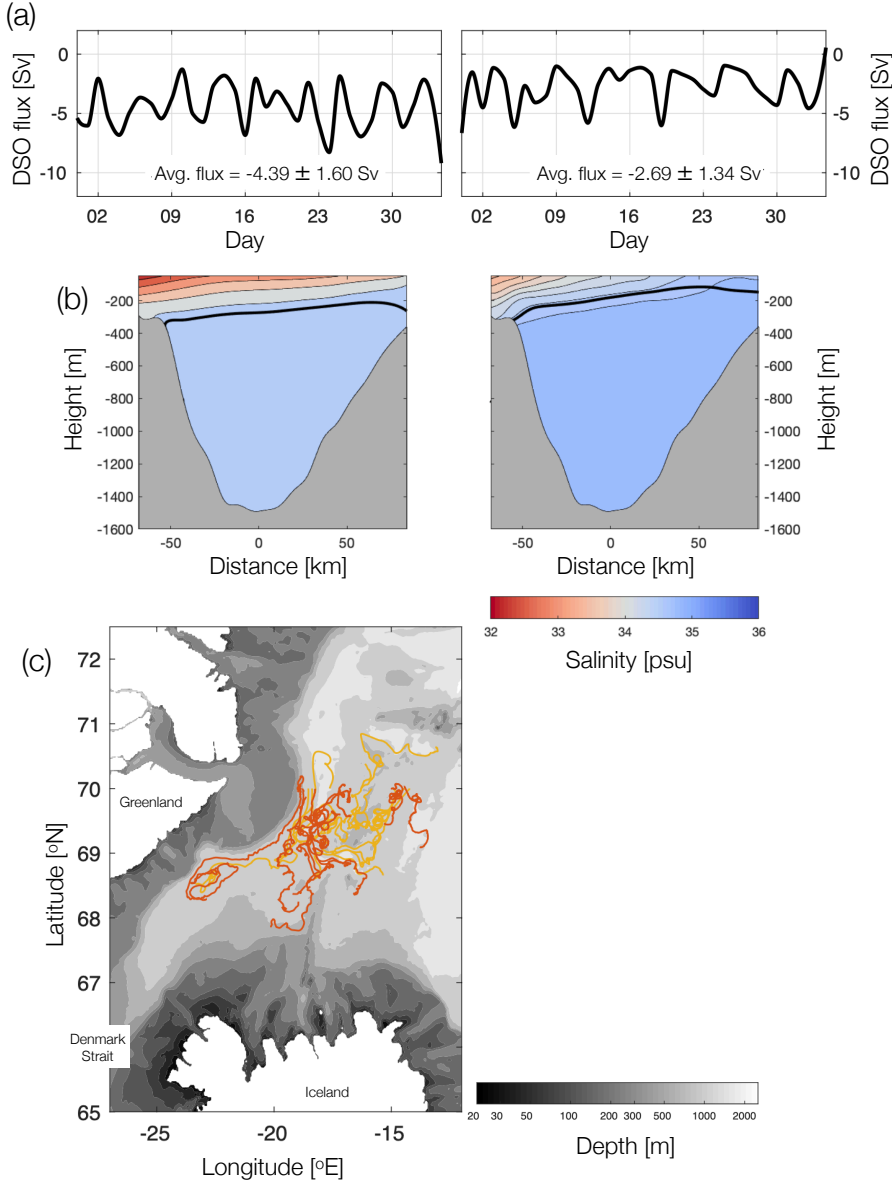 (a)
DSO flux [Sv]
0
-5
-10
Avg. flux = -4.39 ± 1.60 Sv
02 09 16 23 30
Day
0
-5
-10
DSO flux [Sv]
Avg. flux = -2.69 ± 1.34 Sv
02 09 16 23 30
Day
(b)
Height [m]
-200
-400
-600
-800
-1000
-1200
-1400
-1600
-50 0 50
Distance [km]
-200
-400
-600
-800
-1000
-1200
-1400
-1600
Height [m]
-50 0 50
Distance [km]
32 33 34 35 36
Salinity [psu]
(c)
Latitude [oN]
72
71
70
69
68
67
66
65
Greenland
Denmark
Strait
Iceland
-25 -20 -15
Longitude [oE]
20 30 50 100 200 300 500 1000 2000
Depth [m]